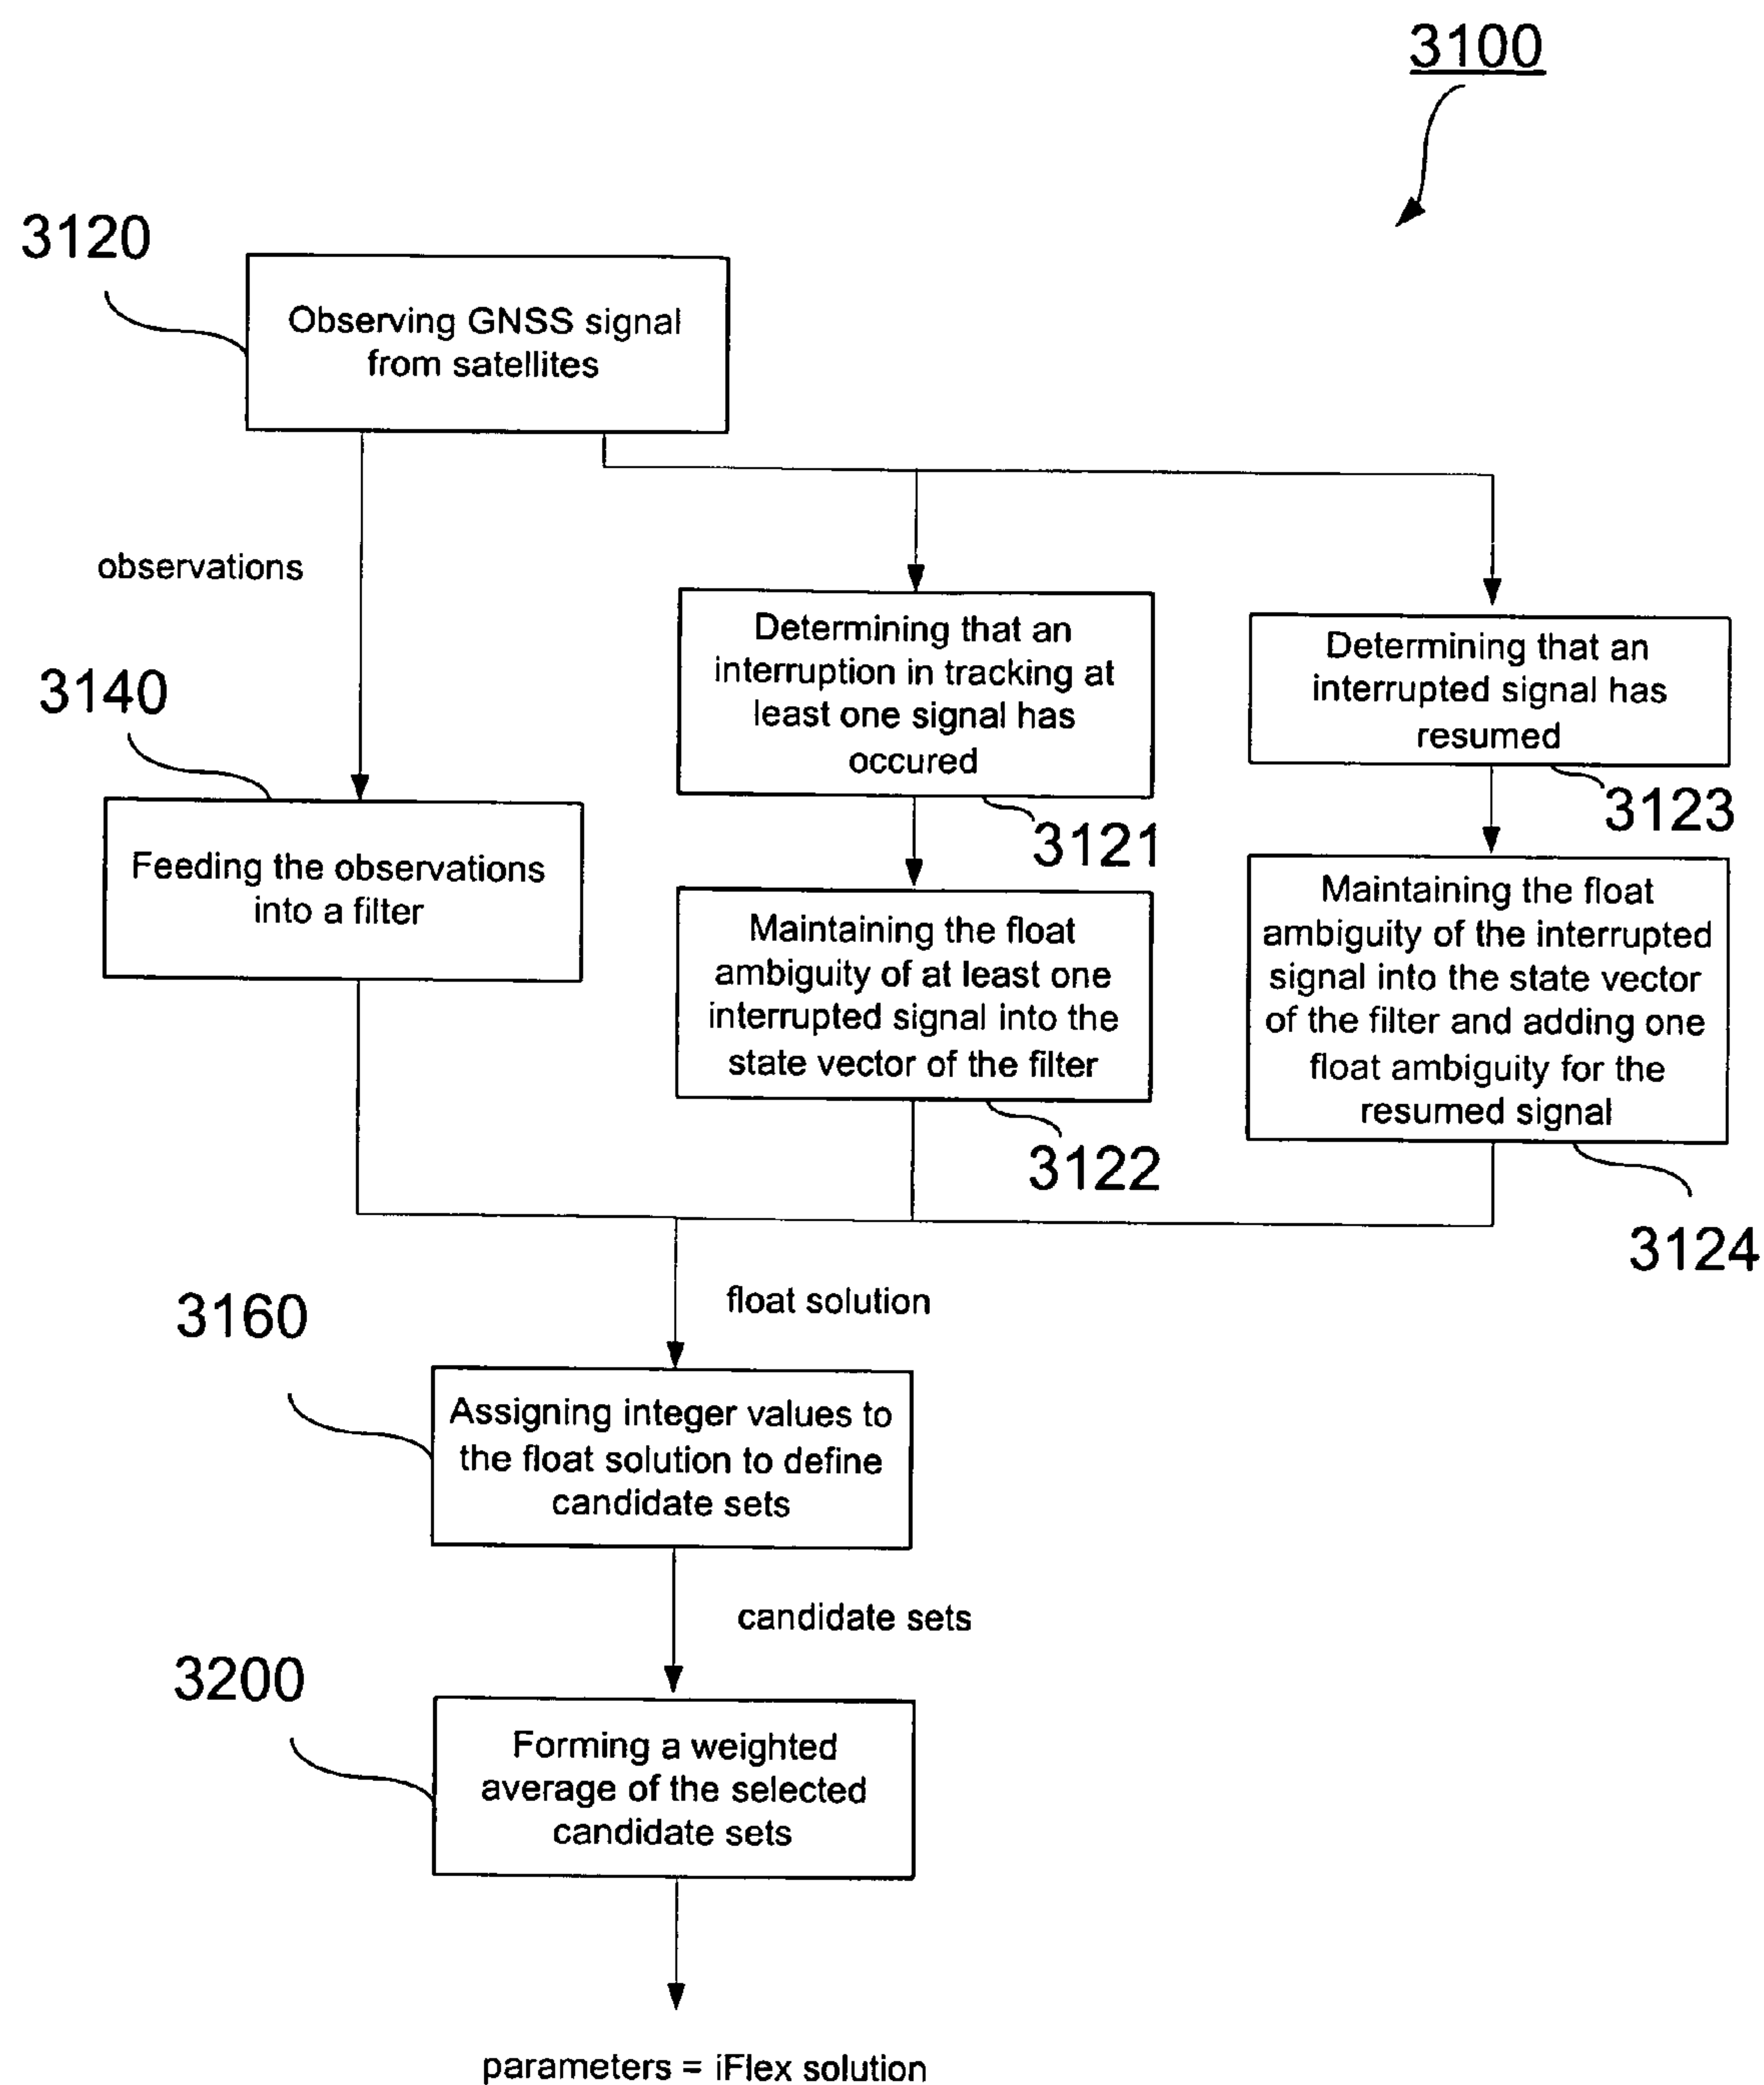 3100
3120
Observing GNSS signal
from satellites
observations
3140
Feeding the observations
into a filter
Determining that an
interruption in tracking at
least one signal has
occured
3121
Maintaining the float
ambiguity of at least one
interrupted signal into the
state vector of the filter
3122
Determining that an
interrupted signal has
resumed
3123
Maintaining the float
ambiguity of the interrupted
signal into the state vector
of the filter and adding one
float ambiguity for the
resumed signal
3124
float solution
3160
Assigning integer values to
the float solution to define
candidate sets
candidate sets
3200
Forming a weighted
average of the selected
candidate sets
parameters = iFlex solution